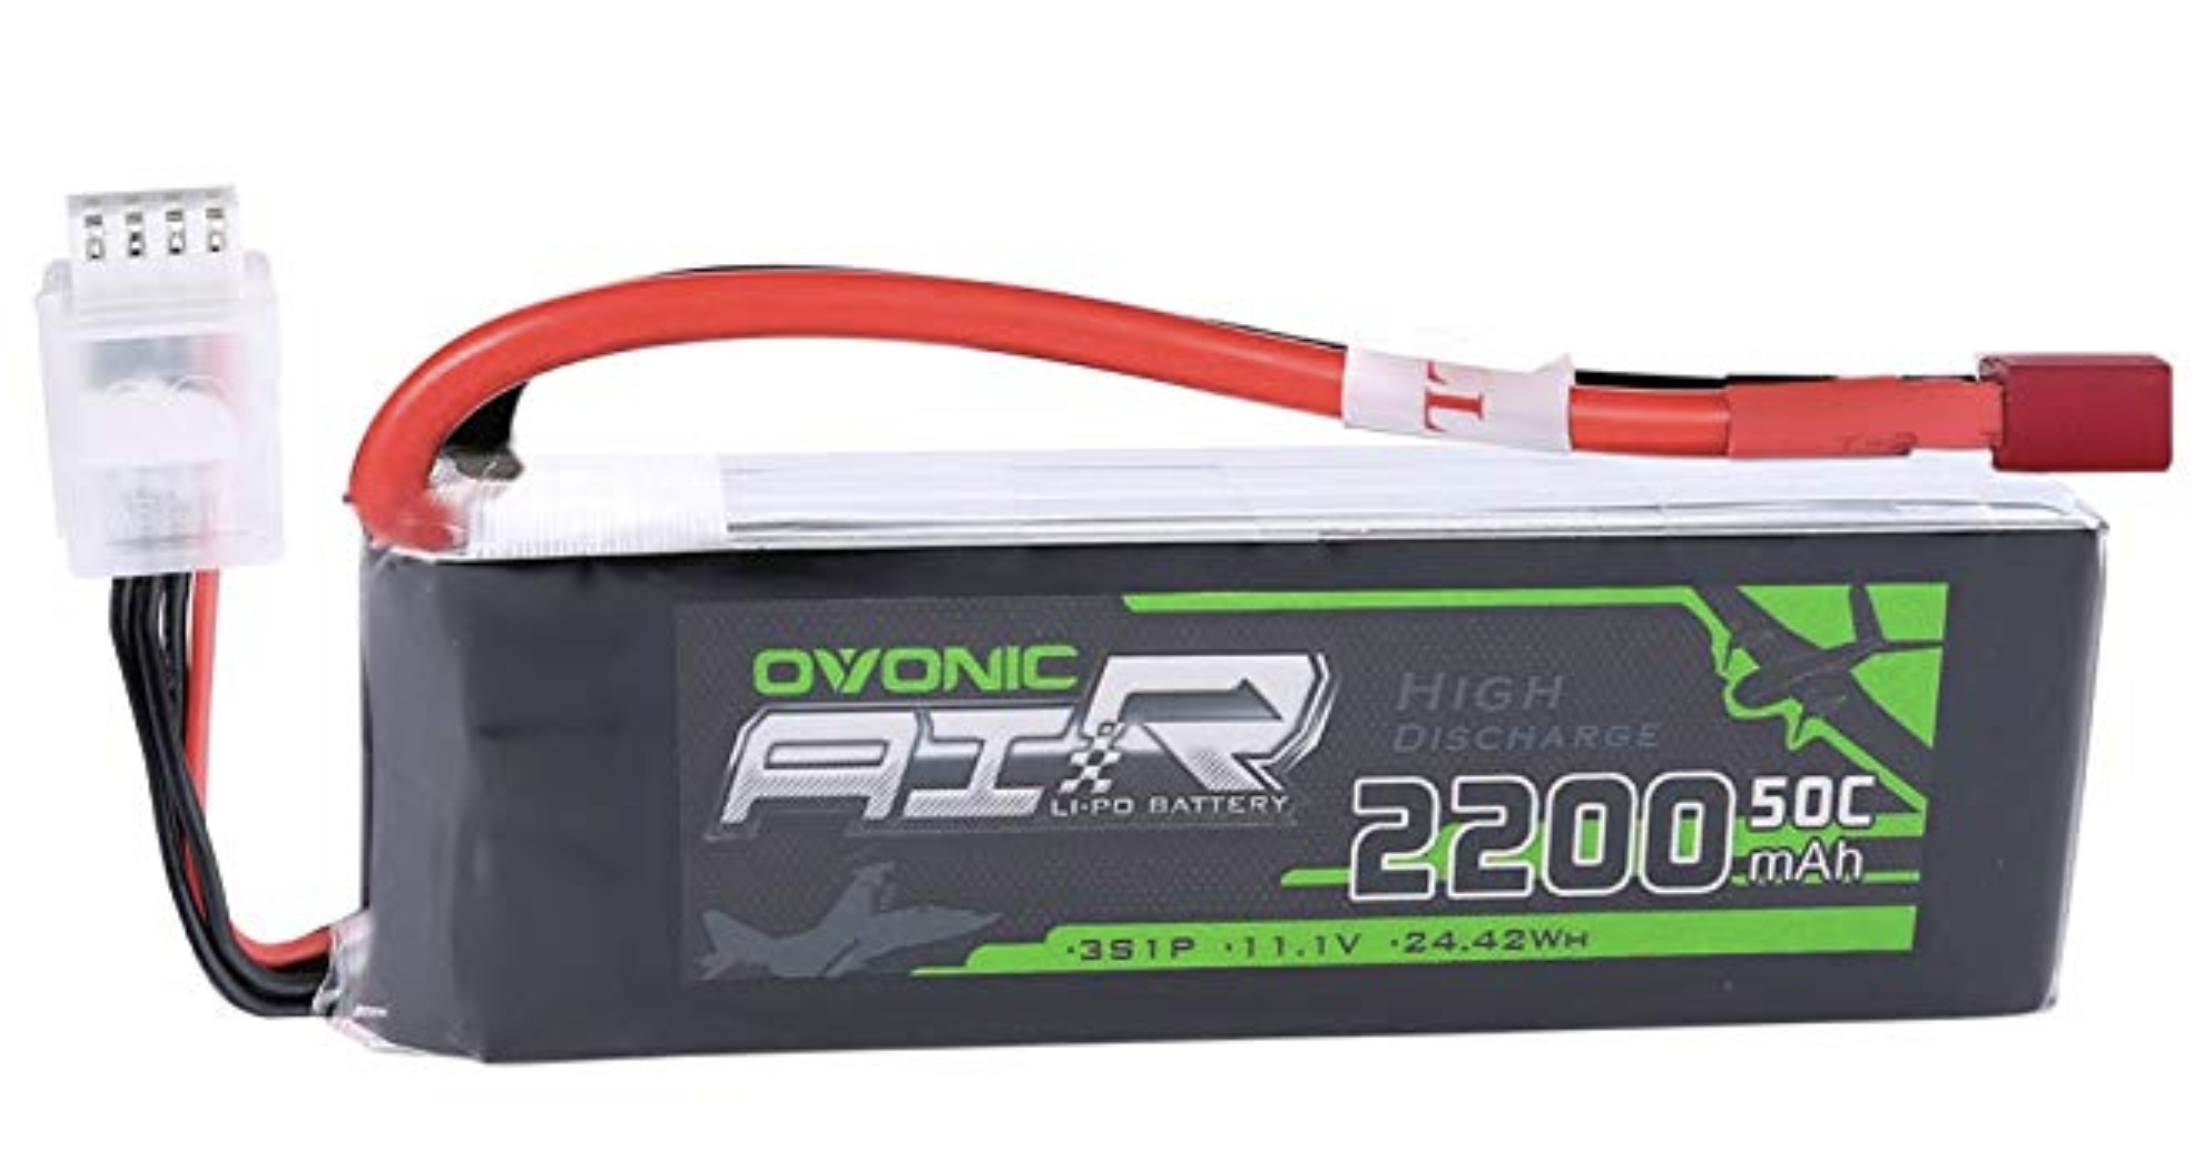 OVONIC
AIR
LI-PO BATTERY
HIGH
DISCHARGE
2200 50C
mAh
·3S1P ·11.1V ·24.42WH